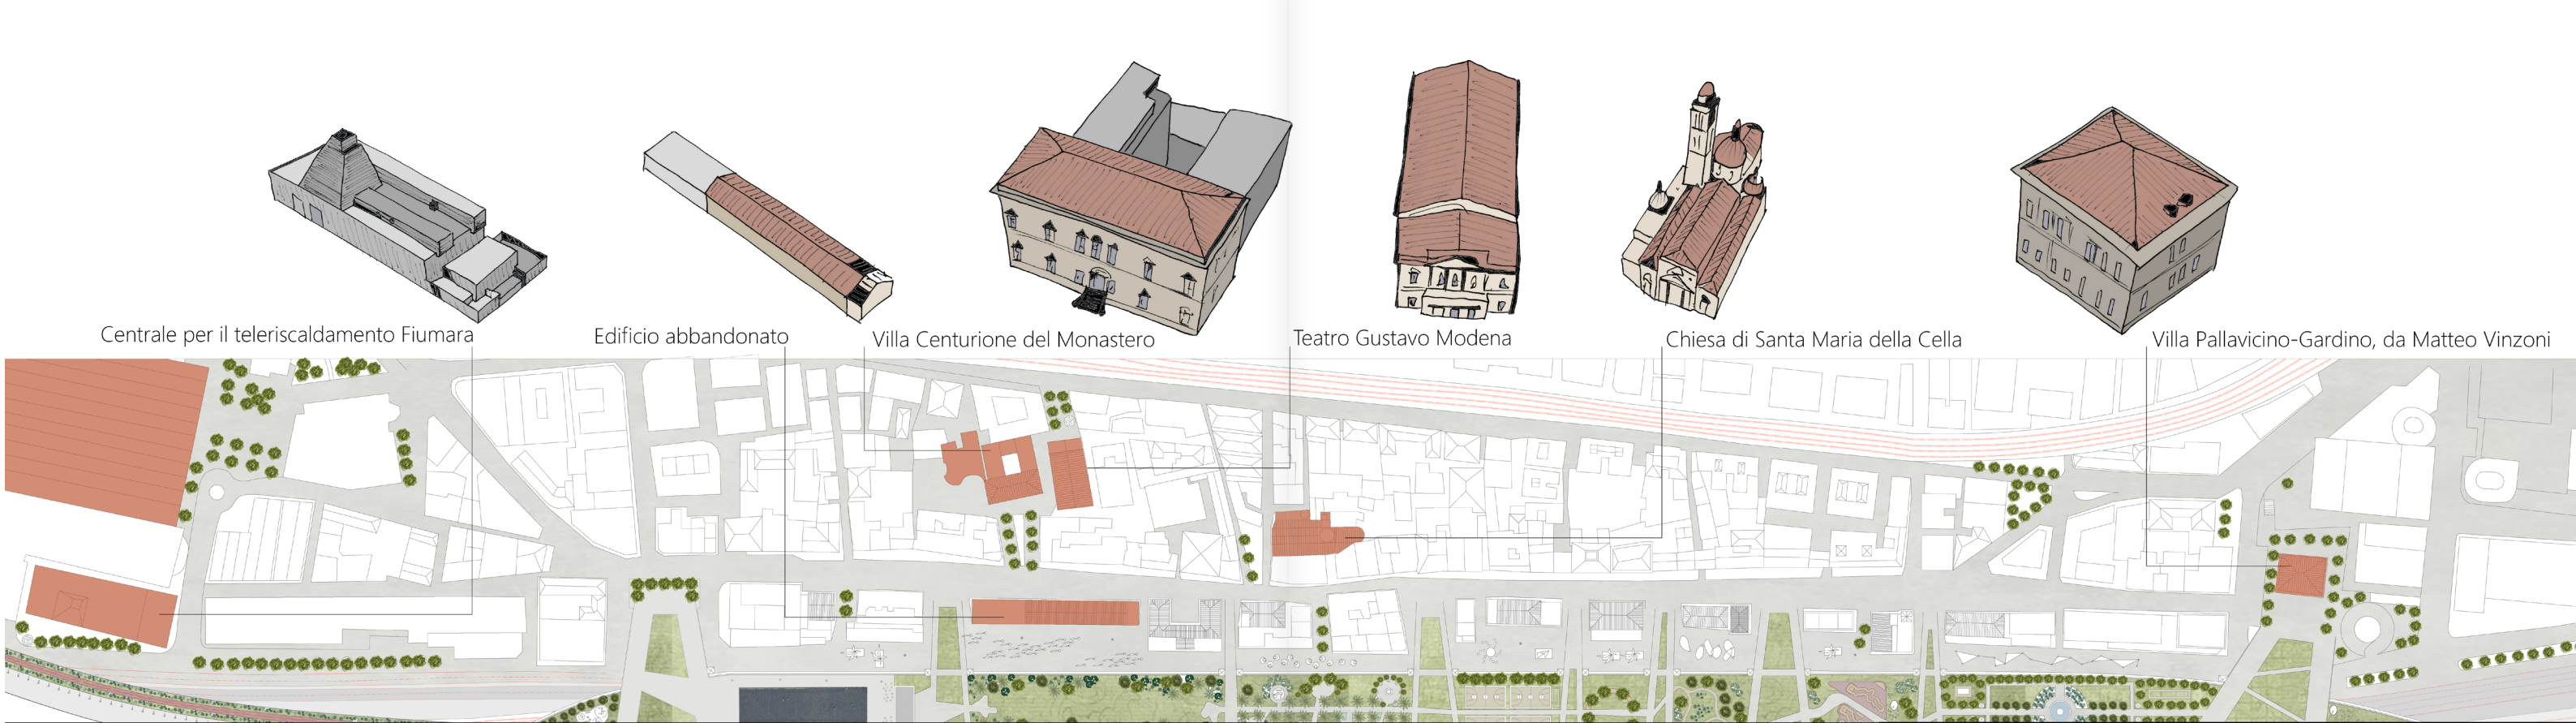 Centrale per il teleriscaldamento Fiumara
Edificio abbandonato
Villa Centurione del Monastero
Teatro Gustavo Modena
Chiesa di Santa Maria della Cella
Villa Pallavicino-Gardino, da Matteo Vinzoni